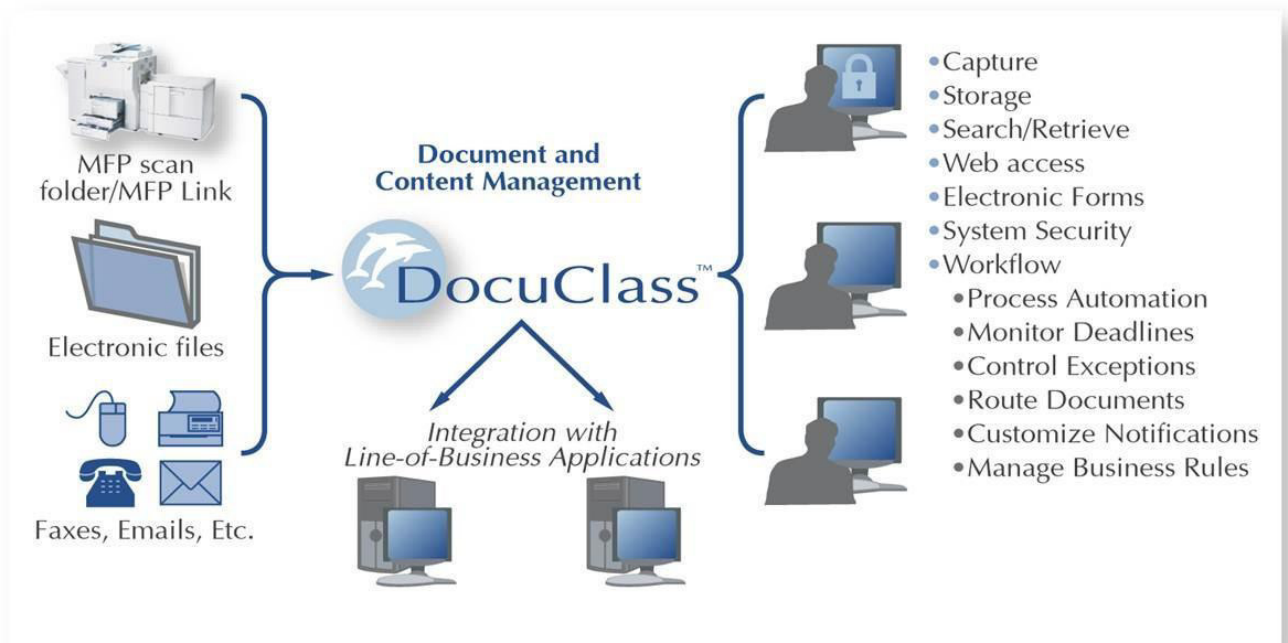 MFP scan
folder/MFP Link
Electronic files
Faxes, Emails, Etc.
Document and
Content Management
DocuClass™
Integration with
Line-of-Business Applications
•Capture
•Storage
•Search/Retrieve
•Web access
•Electronic Forms
•System Security
•Workflow
•Process Automation
•Monitor Deadlines
•Control Exceptions
•Route Documents
•Customize Notifications
•Manage Business Rules